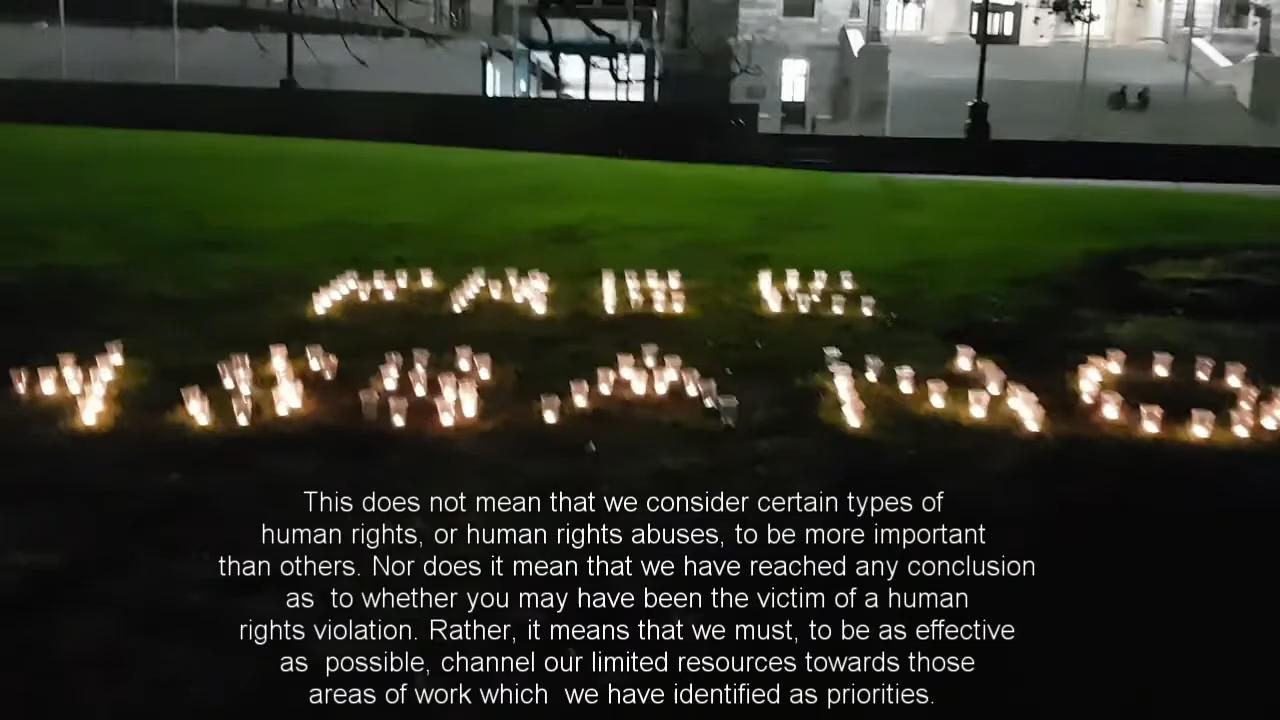 This does not mean that we consider certain types of
human rights, or human rights abuses, to be more important
than others. Nor does it mean that we have reached any conclusion
as  to whether you may have been the victim of a human
rights violation. Rather, it means that we must, to be as effective
as  possible, channel our limited resources towards those
areas of work which  we have identified as priorities.